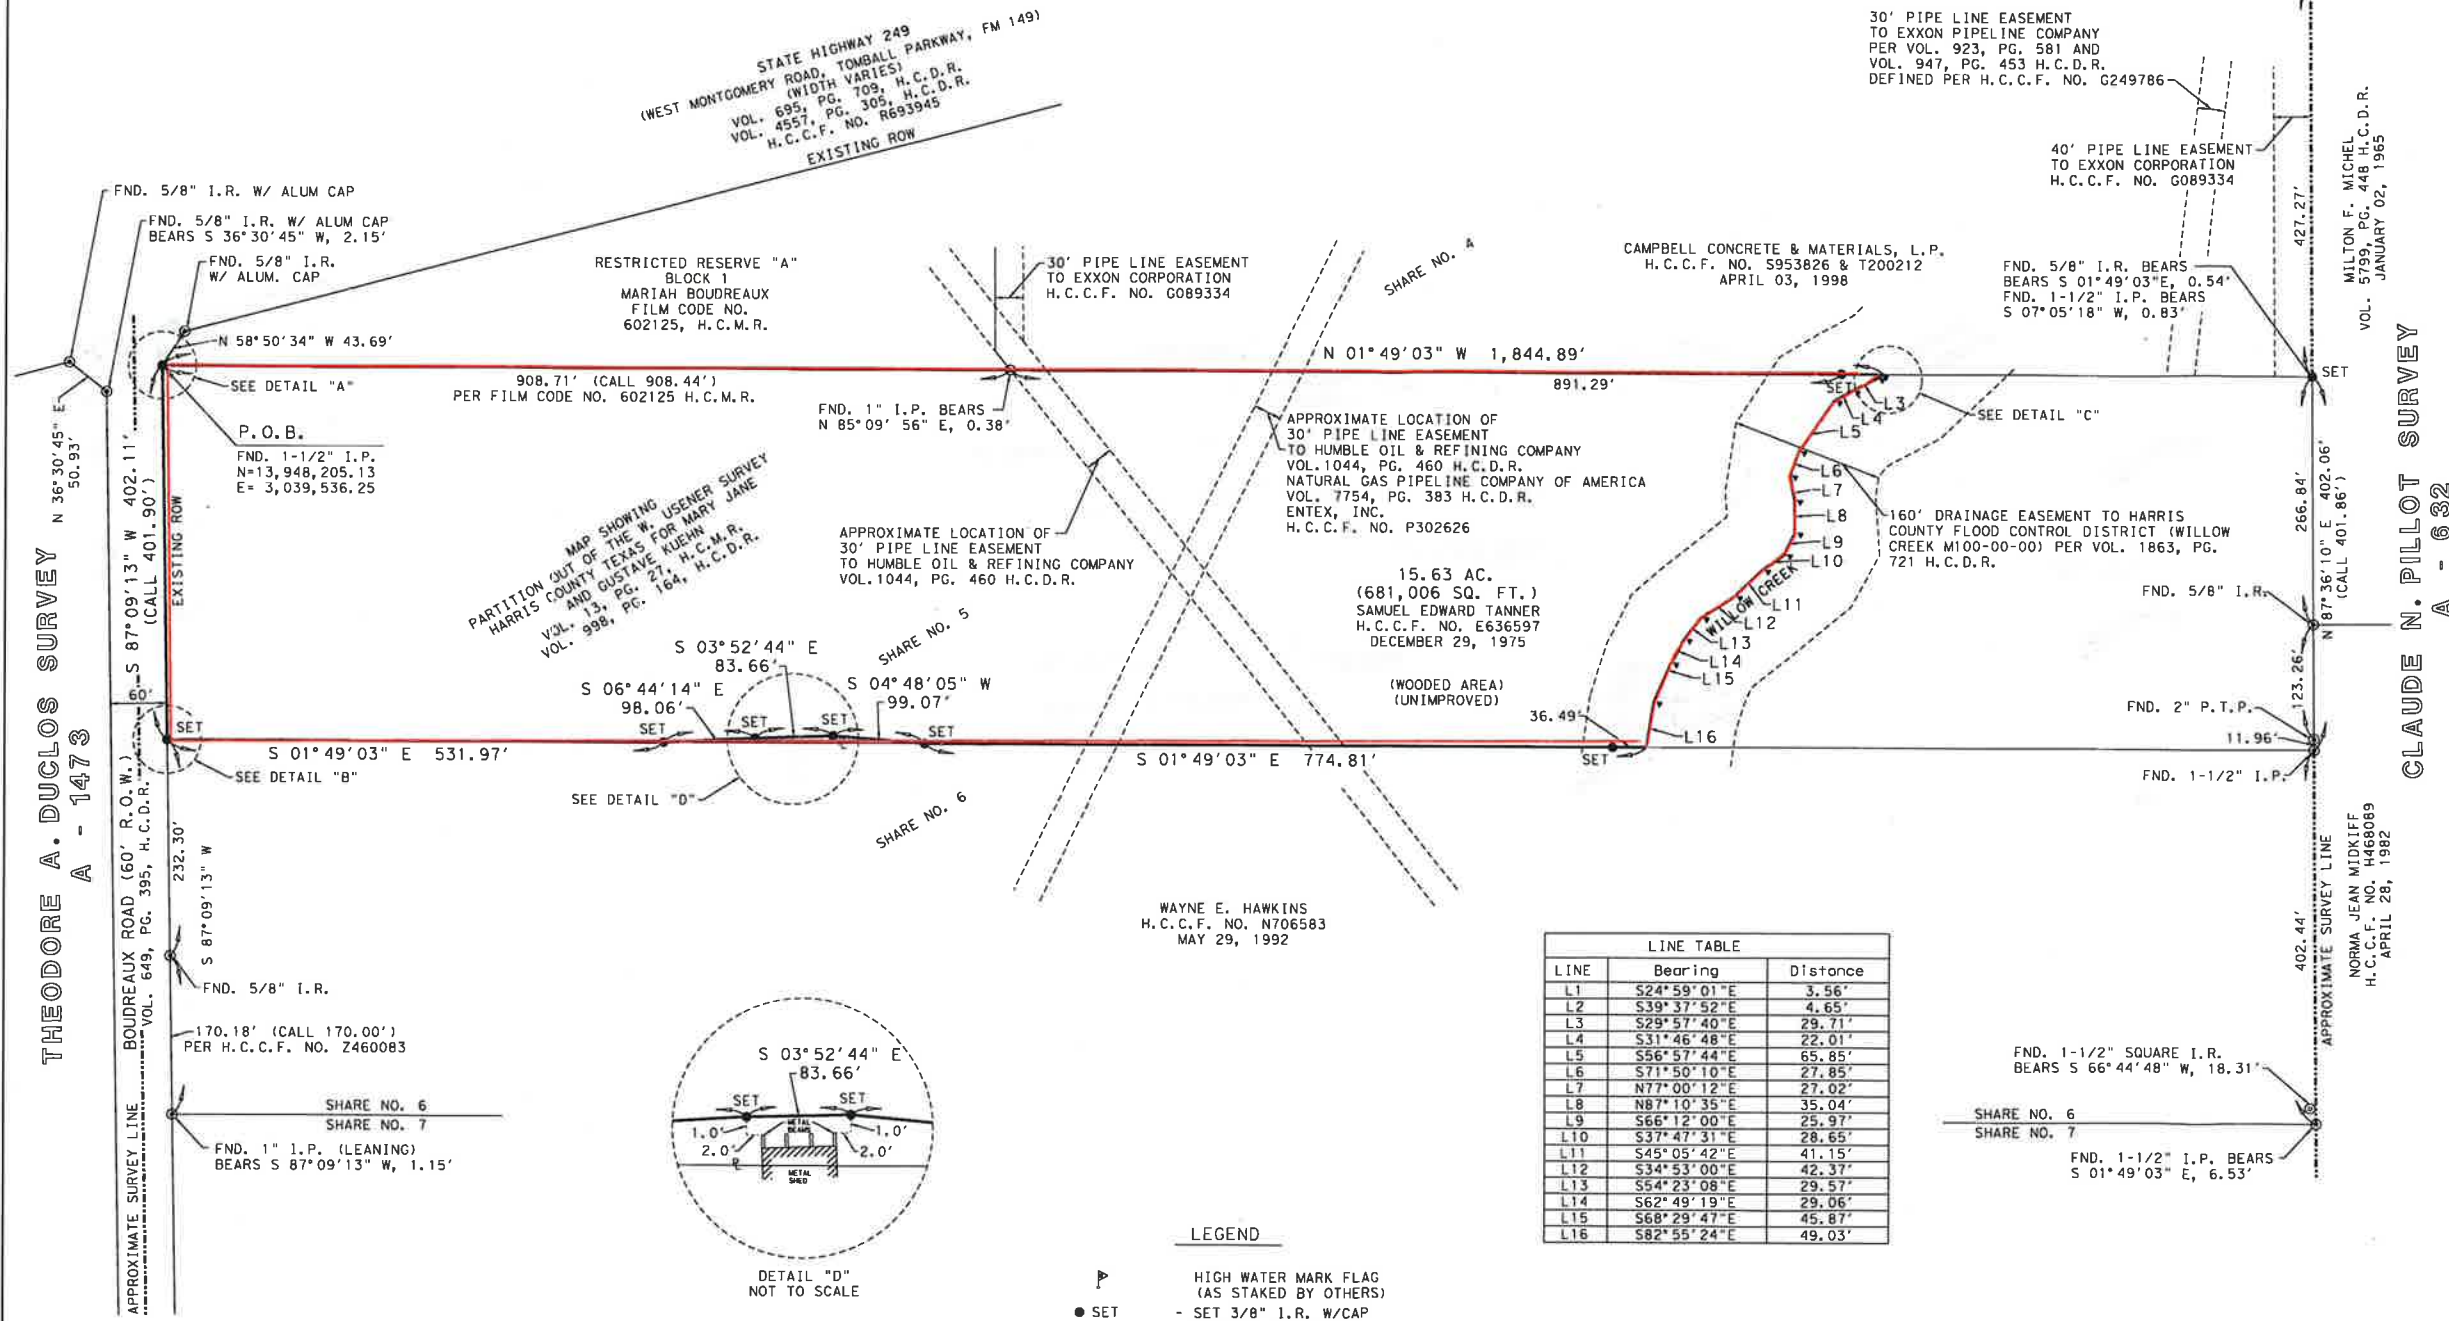 STATE HIGHWAY 249
(WEST MONTGOMERY ROAD, TOMBALL PARKWAY, FM 149)
(WIDTH VARIES)
VOL. 695, PG. 709, H.C.D.R.
VOL. 4557, PG. 305, H.C.D.R.
H.C.C.F. NO. R693945
EXISTING ROW
30' PIPE LINE EASEMENT
TO EXXON PIPELINE COMPANY
PER VOL. 923, PG. 581 AND
VOL. 947, PG. 453 H.C.D.R.
DEFINED PER H.C.C.F. NO. G249786
40' PIPE LINE EASEMENT
TO EXXON CORPORATION
H.C.C.F. NO. G089334
427.27'
MILTON F. MICHEL
VOL. 5799, PG. 448 H.C.D.R.
JANUARY 02, 1965
FND. 5/8" I.R. W/ ALUM CAP
FND. 5/8" I.R. W/ ALUM CAP
BEARS S 36°30'45" W, 2.15'
FND. 5/8" I.R.
W/ ALUM. CAP
N 58°50'34" W 43.69'
SEE DETAIL "A"
RESTRICTED RESERVE "A"
BLOCK 1
MARIAH BOUDREAUX
FILM CODE NO.
602125, H.C.M.R.
30' PIPE LINE EASEMENT
TO EXXON CORPORATION
H.C.C.F. NO. G089334
SHARE NO. A
CAMPBELL CONCRETE & MATERIALS, L.P.
H.C.C.F. NO. S953826 & T200212
APRIL 03, 1998
FND. 5/8" I.R. BEARS
BEARS S 01°49'03"E, 0.54'
FND. 1-1/2" I.P. BEARS
S 07°05'18" W, 0.83'
SET
N 01°49'03" W 1,844.89'
908.71' (CALL 908.44')
PER FILM CODE NO. 602125 H.C.M.R.
891.29'
SET
FND. 1" I.P. BEARS
N 85°09'56" E, 0.38'
L3
L4
L5
L6
L7
L8
L9
L10
L11
L12
L13
L14
L15
L16
SEE DETAIL "C"
P.O.B.
FND. 1-1/2" I.P.
N=13,948,205.13
E= 3,039,536.25
N 36°30'45" E
50.93'
S 87°09'13" W 402.11'
(CALL 401.90')
EXISTING ROW
MAP SHOWING
PARTITION OUT OF THE W. USENER SURVEY
HARRIS COUNTY TEXAS FOR MARY JANE
AND GUSTAVE KUEHN
VOL. 13, PG. 27, H.C.M.R.
VOL. 998, PG. 164, H.C.D.R.
APPROXIMATE LOCATION OF
30' PIPE LINE EASEMENT
TO HUMBLE OIL & REFINING COMPANY
VOL.1044, PG. 460 H.C.D.R.
APPROXIMATE LOCATION OF
30' PIPE LINE EASEMENT
TO HUMBLE OIL & REFINING COMPANY
VOL.1044, PG. 460 H.C.D.R.
NATURAL GAS PIPELINE COMPANY OF AMERICA
VOL. 7754, PG. 383 H.C.D.R.
ENTEX, INC.
H.C.C.F. NO. P302626
15.63 AC.
(681,006 SQ. FT.)
SAMUEL EDWARD TANNER
H.C.C.F. NO. E636597
DECEMBER 29, 1975
(WOODED AREA)
(UNIMPROVED)
WILLOW CREEK
160' DRAINAGE EASEMENT TO HARRIS
COUNTY FLOOD CONTROL DISTRICT (WILLOW
CREEK M100-00-00) PER VOL. 1863, PG.
721 H.C.D.R.
266.84'
N 87°36'10" E 402.06'
(CALL 401.86')
FND. 5/8" I.R.
123.26'
FND. 2" P.T.P.
11.96'
FND. 1-1/2" I.P.
CLAUDE N. PILLOT SURVEY
A - 632
THEODORE A. DUCLOS SURVEY
A - 1473
60'
SET
SEE DETAIL "B"
S 01°49'03" E 531.97'
S 06°44'14" E
98.06'
S 03°52'44" E
83.66'
S 04°48'05" W
99.07'
SHARE NO. 5
SET
SET
SET
SET
SEE DETAIL "D"
S 01°49'03" E 774.81'
36.49'
SET
SHARE NO. 6
WAYNE E. HAWKINS
H.C.C.F. NO. N706583
MAY 29, 1992
BOUDREAUX ROAD (60' R.O.W.)
VOL. 649, PG. 395, H.C.D.R.
232.30'
S 87°09'13" W
FND. 5/8" I.R.
170.18' (CALL 170.00')
PER H.C.C.F. NO. Z460083
APPROXIMATE SURVEY LINE
SHARE NO. 6
SHARE NO. 7
FND. 1" I.P. (LEANING)
BEARS S 87°09'13" W, 1.15'
S 03°52'44" E
83.66'
SET
SET
1.0'
2.0'
METAL
BEAMS
1.0'
2.0'
METAL
SHED
DETAIL "D"
NOT TO SCALE
LEGEND
HIGH WATER MARK FLAG
(AS STAKED BY OTHERS)
SET - SET 3/8" I.R. W/CAP
LINE TABLE
LINE Bearing Distance
L1 S24°59'01"E 3.56'
L2 S39°37'52"E 4.65'
L3 S29°57'40"E 29.71'
L4 S31°46'48"E 22.01'
L5 S56°57'44"E 65.85'
L6 S71°50'10"E 27.85'
L7 N77°00'12"E 27.02'
L8 N87°10'35"E 35.04'
L9 S66°12'00"E 25.97'
L10 S37°47'31"E 28.65'
L11 S45°05'42"E 41.15'
L12 S34°53'00"E 42.37'
L13 S54°23'08"E 29.57'
L14 S62°49'19"E 29.06'
L15 S68°29'47"E 45.87'
L16 S82°55'24"E 49.03'
402.44'
APPROXIMATE SURVEY LINE
NORMA JEAN MIDKIFF
H.C.C.F. NO. H468089
APRIL 28, 1982
FND. 1-1/2" SQUARE I.R.
BEARS S 66°44'48" W, 18.31'
SHARE NO. 6
SHARE NO. 7
FND. 1-1/2" I.P. BEARS
S 01°49'03" E, 6.53'